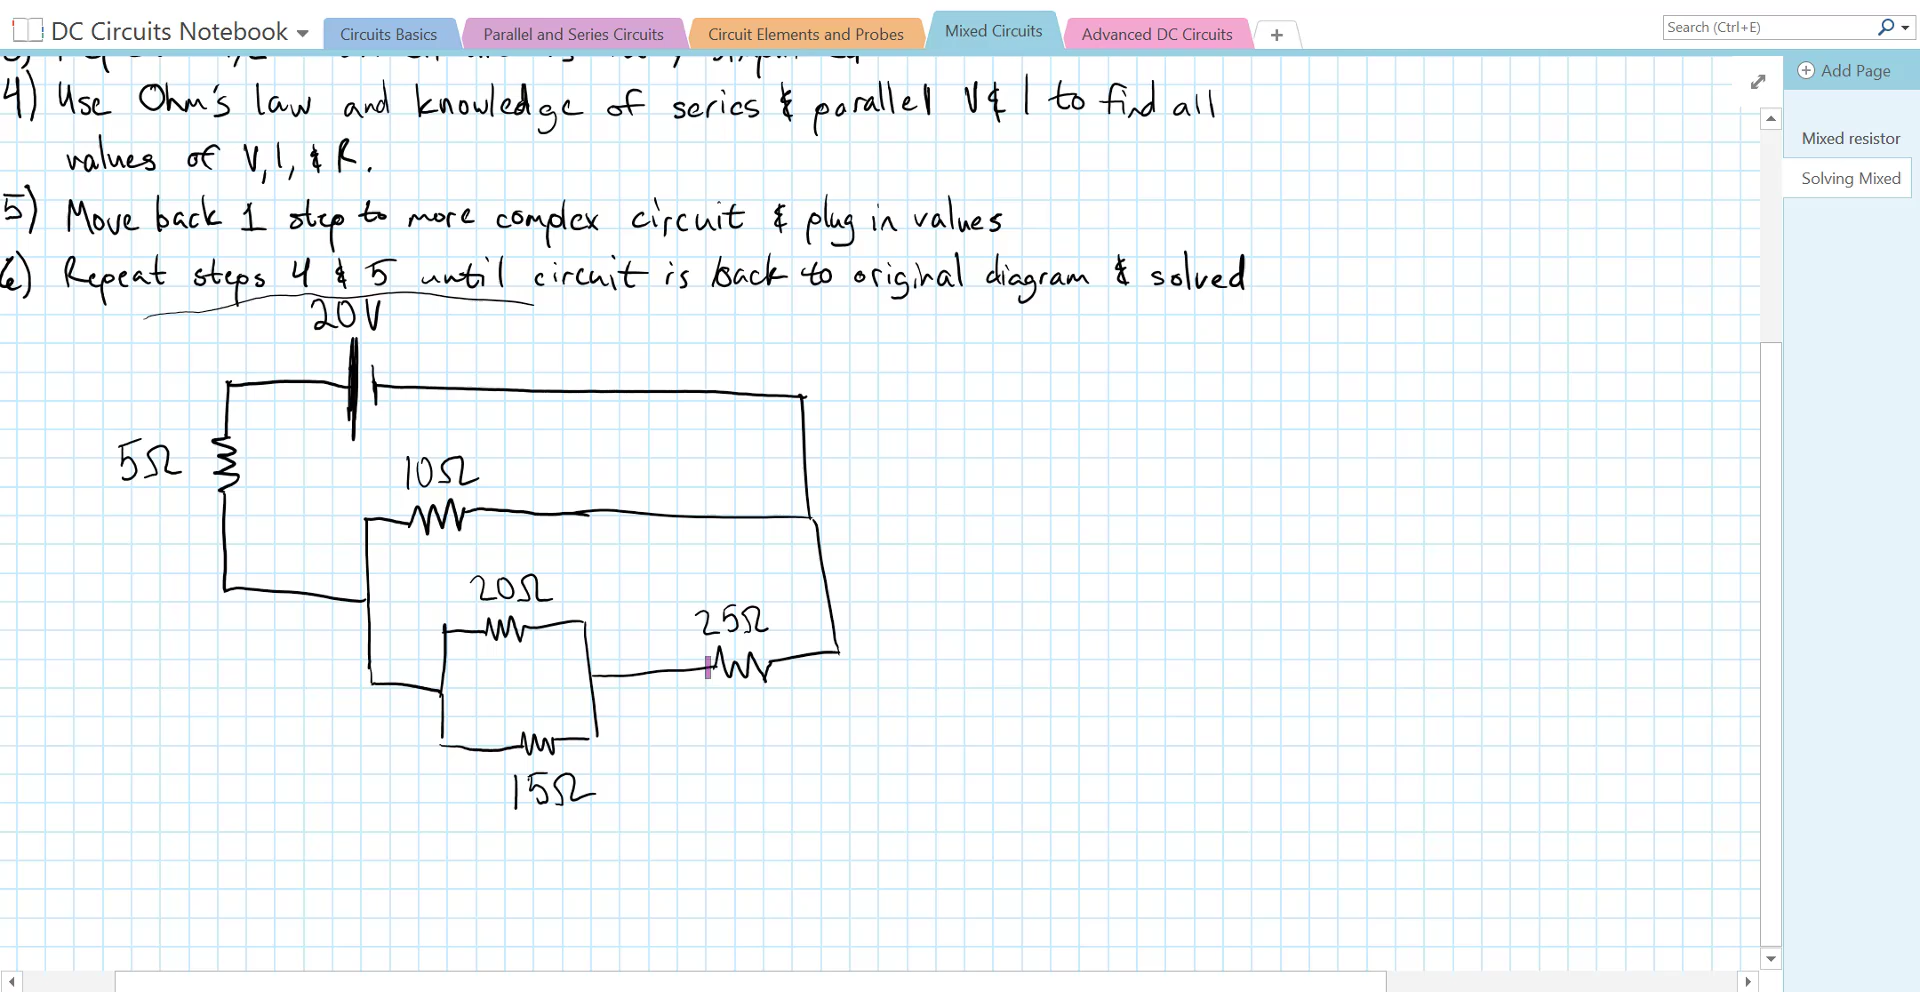 DC Circuits Notebook
Circuits Basics
Parallel and Series Circuits
Circuit Elements and Probes
Mixed Circuits
Advanced DC Circuits
Search (Ctrl+E)
Add Page
Mixed resistor
Solving Mixed
4) Use Ohm's law and knowledge of series & parallel V & I to find all
values of V, I, & R.
5) Move back 1 step to more complex circuit & plug in values
6) Repeat steps 4 & 5 until circuit is back to original diagram & solved
20V
5Ω
10Ω
20Ω
25Ω
15Ω